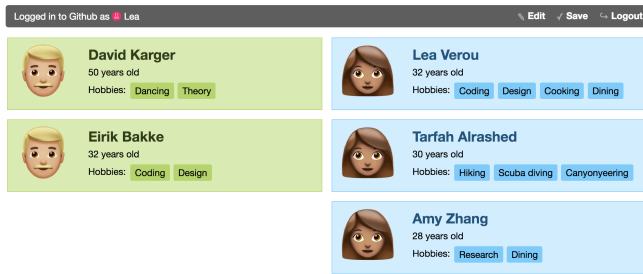 Logged in to Github as Lea
Edit Save Logout
David Karger
50 years old
Hobbies: Dancing Theory
Eirik Bakke
32 years old
Hobbies: Coding Design
Lea Verou
32 years old
Hobbies: Coding Design Cooking Dining
Tarfah Alrashed
30 years old
Hobbies: Hiking Scuba diving Canyonyeering
Amy Zhang
28 years old
Hobbies: Research Dining